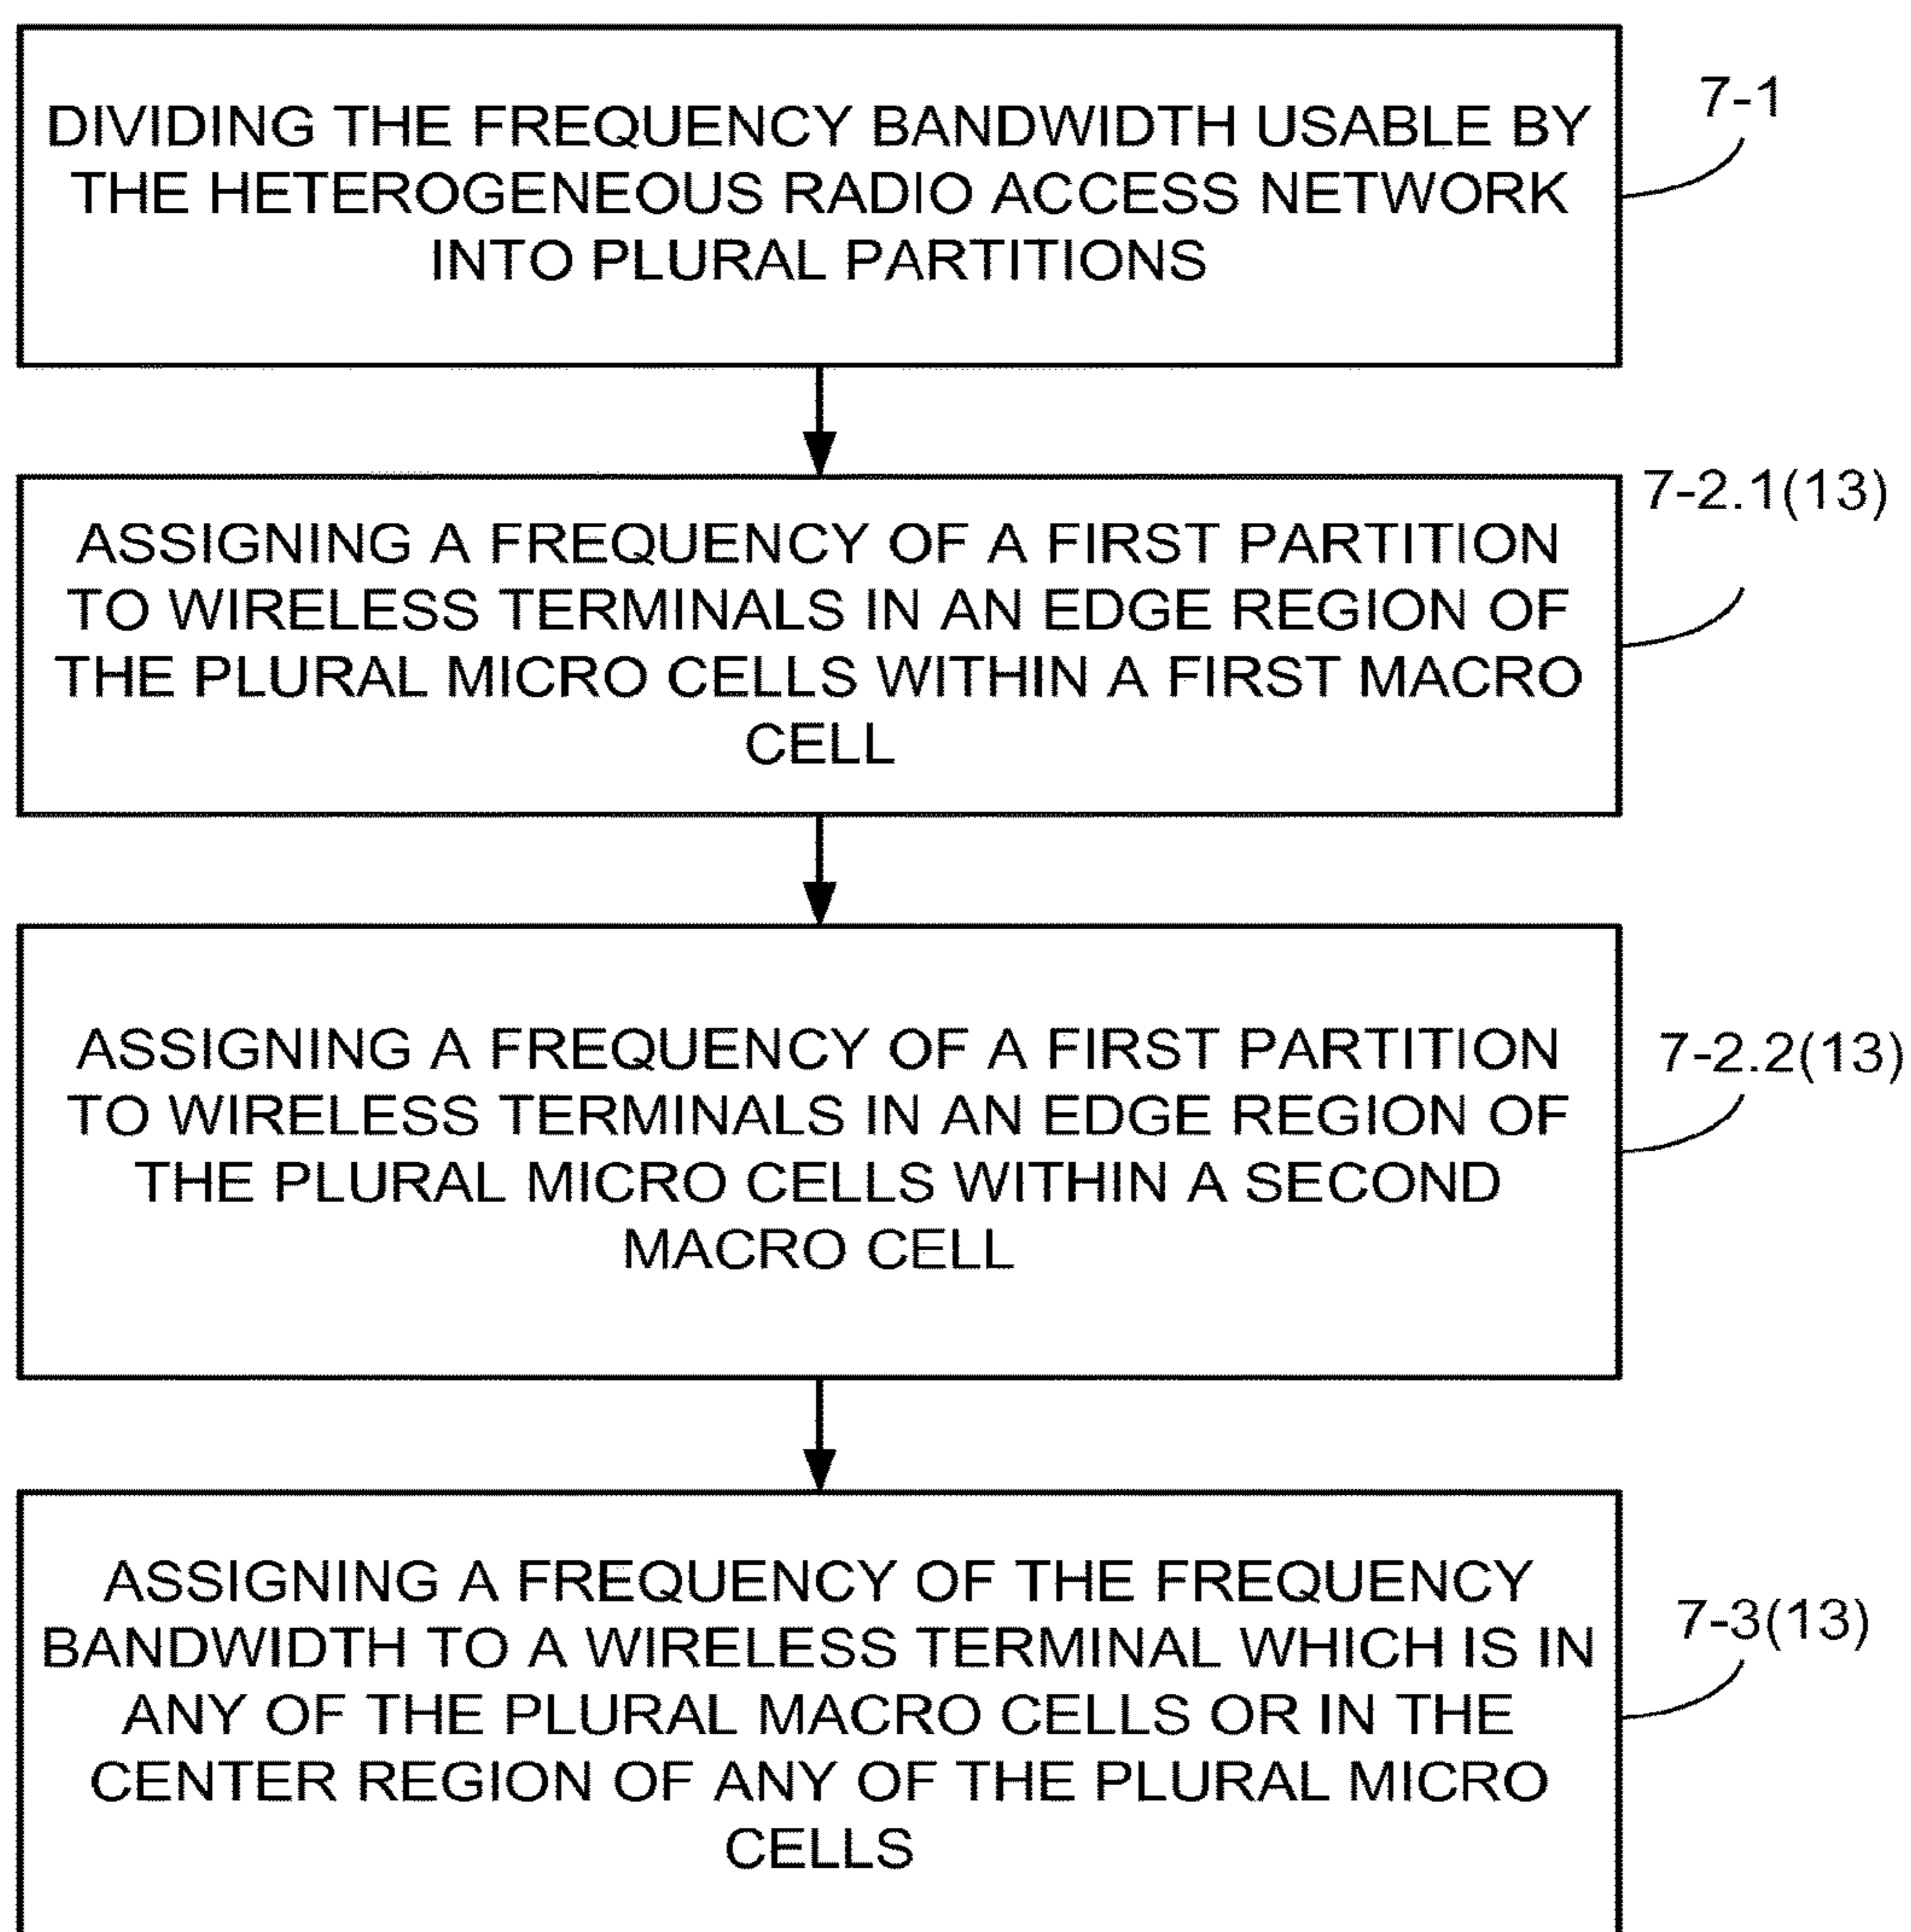 DIVIDING THE FREQUENCY BANDWIDTH USABLE BY
THE HETEROGENEOUS RADIO ACCESS NETWORK
INTO PLURAL PARTITIONS
7-1
ASSIGNING A FREQUENCY OF A FIRST PARTITION
TO WIRELESS TERMINALS IN AN EDGE REGION OF
THE PLURAL MICRO CELLS WITHIN A FIRST MACRO
CELL
7-2.1(13)
ASSIGNING A FREQUENCY OF A FIRST PARTITION
TO WIRELESS TERMINALS IN AN EDGE REGION OF
THE PLURAL MICRO CELLS WITHIN A SECOND
MACRO CELL
7-2.2(13)
ASSIGNING A FREQUENCY OF THE FREQUENCY
BANDWIDTH TO A WIRELESS TERMINAL WHICH IS IN
ANY OF THE PLURAL MACRO CELLS OR IN THE
CENTER REGION OF ANY OF THE PLURAL MICRO
CELLS
7-3(13)